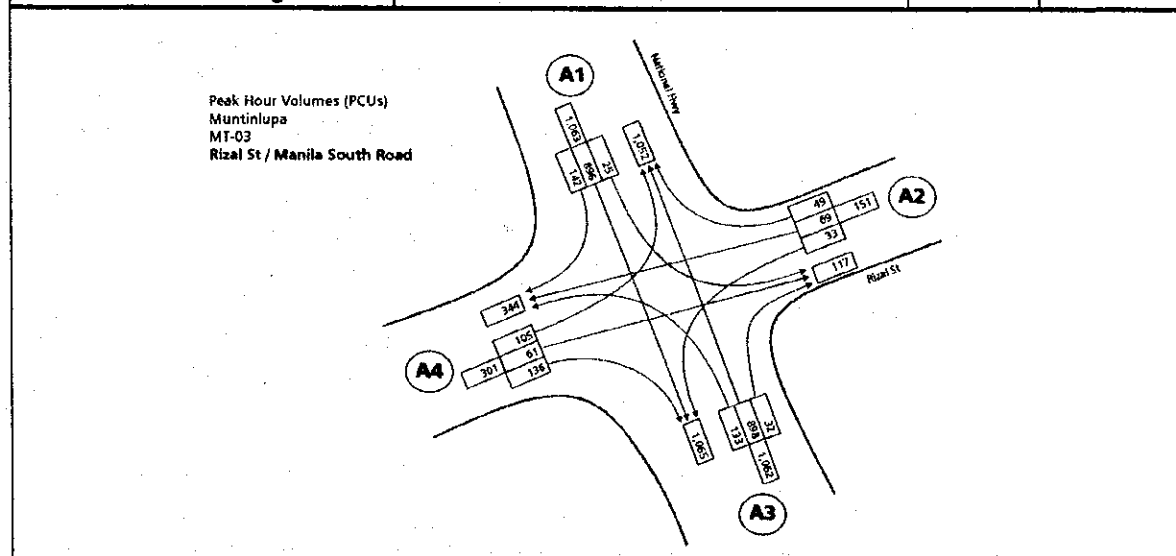 Peak Hour Volumes (PCUs)
Muntinlupa
MT-03
Rizal St / Manila South Road
A1
National Hwy
1,063
1,052
142
896
25
49
69
33
151
A2
117
Rizal St
344
105
61
136
301
A4
1,065
133
898
32
1,062
A3